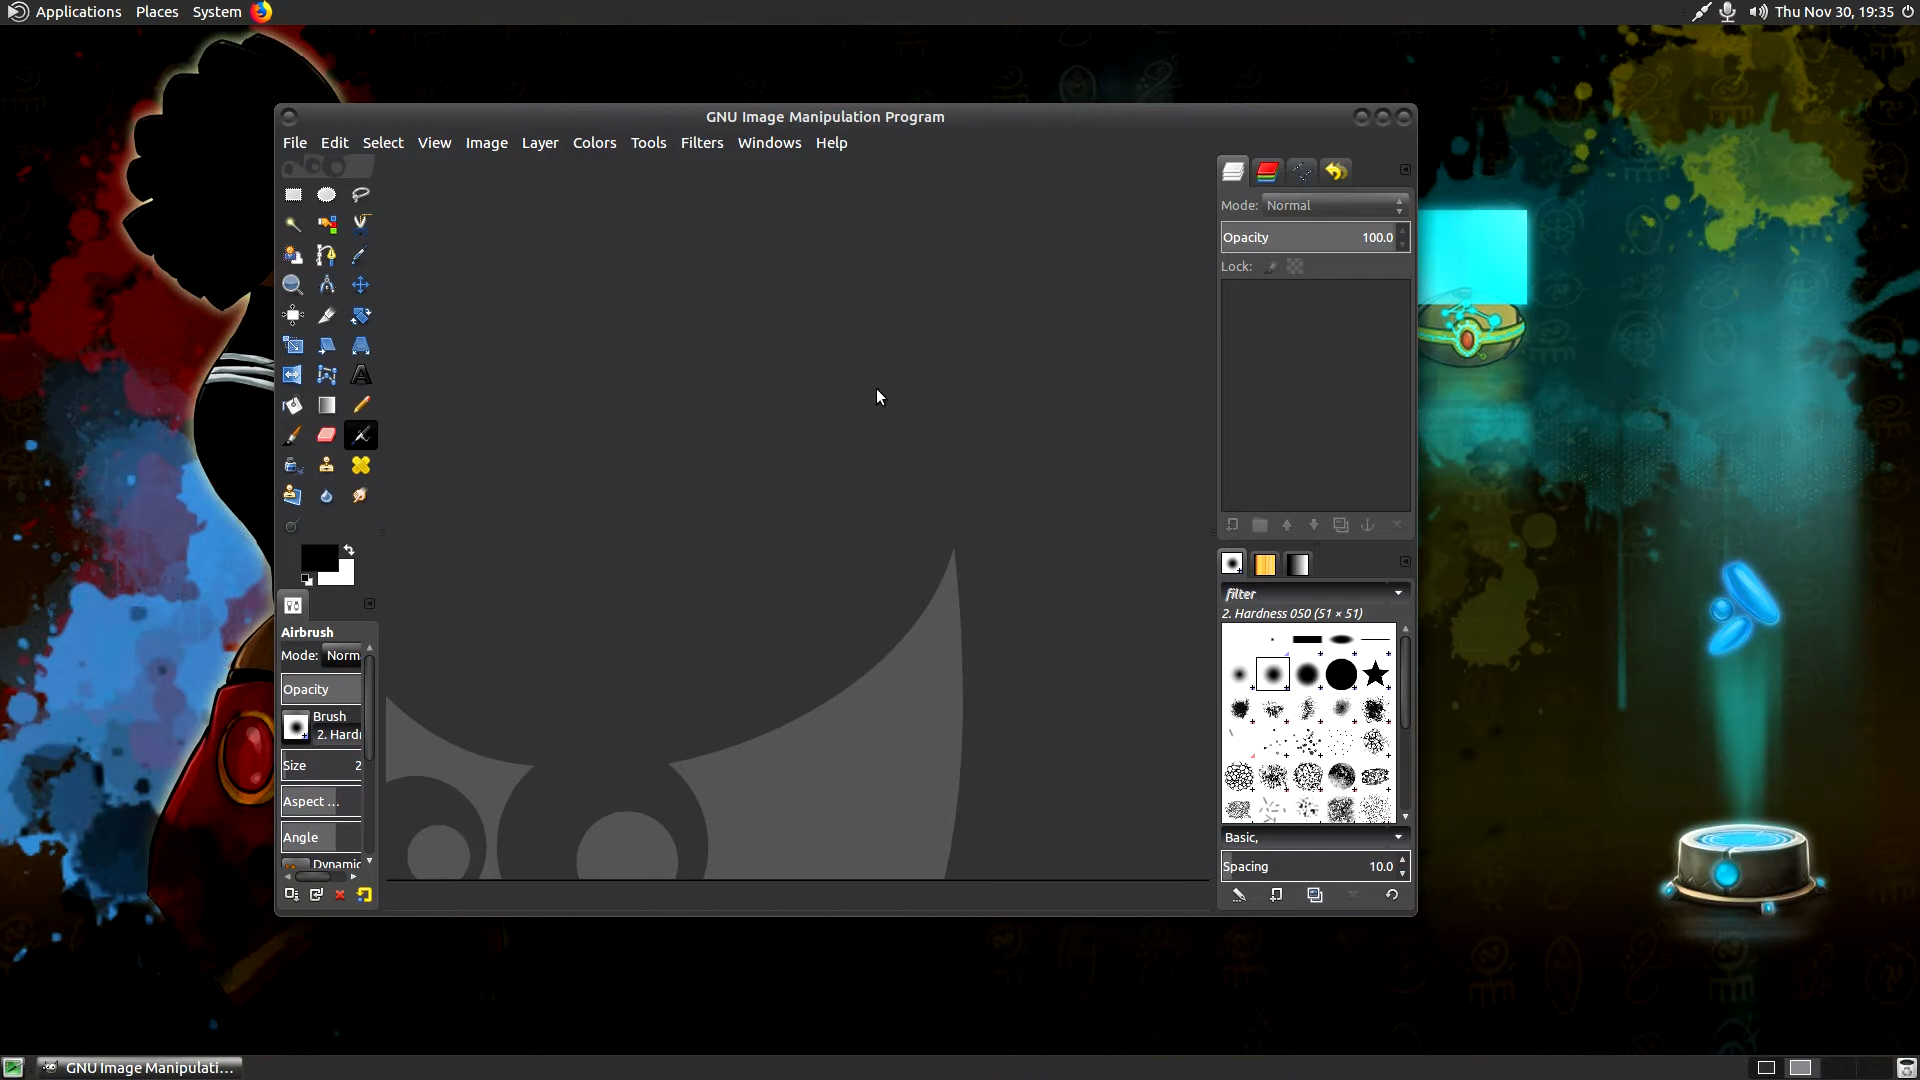 Applications Places System Thu Nov 30, 19:35
GNU Image Manipulation Program
File Edit Select View Image Layer Colors Tools Filters Windows Help
Mode: Normal
Opacity 100.0
Lock:
Airbrush
Mode: Norm
Opacity
Brush
2. Hard
Size 2
Aspect ...
Angle
Dynamic
filter
2. Hardness 050 (51 × 51)
Basic,
Spacing 10.0
GNU Image Manipulati...